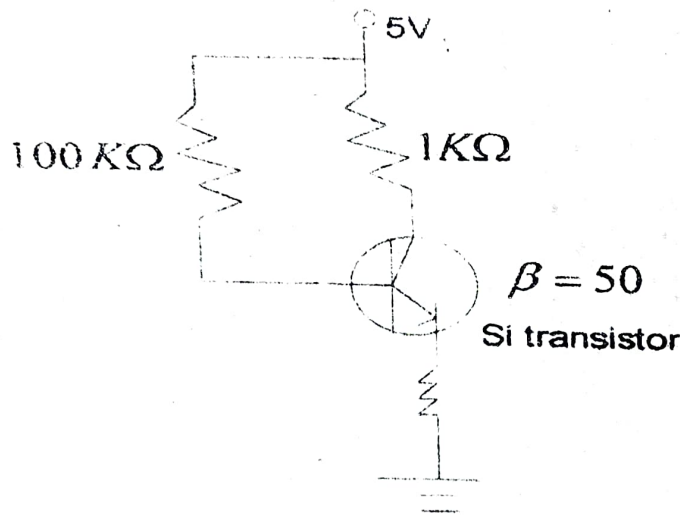 5V
100 KΩ
1KΩ
β = 50
Si transistor